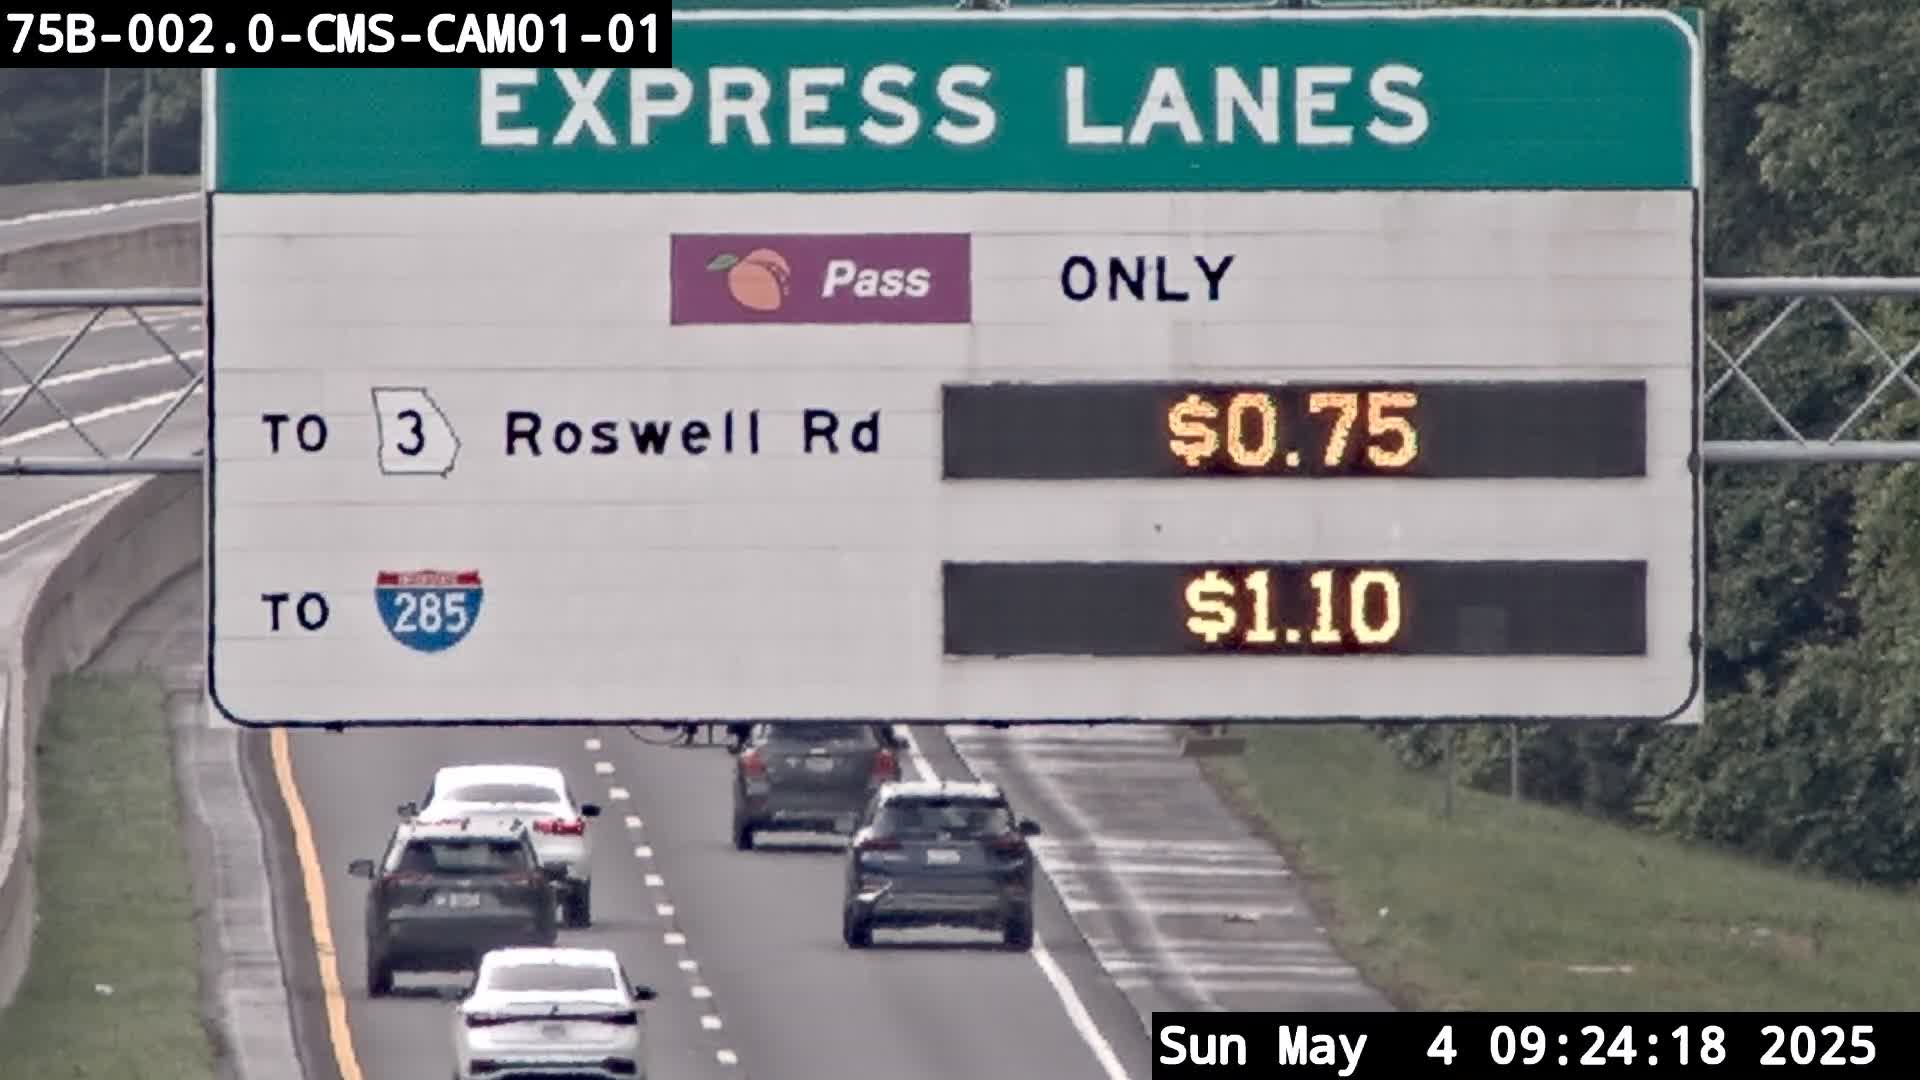 75B-002.0-CMS-CAM01-01
EXPRESS LANES
Pass ONLY
TO 3 Roswell Rd $0.75
TO 285 $1.10
Sun May 4 09:24:18 2025